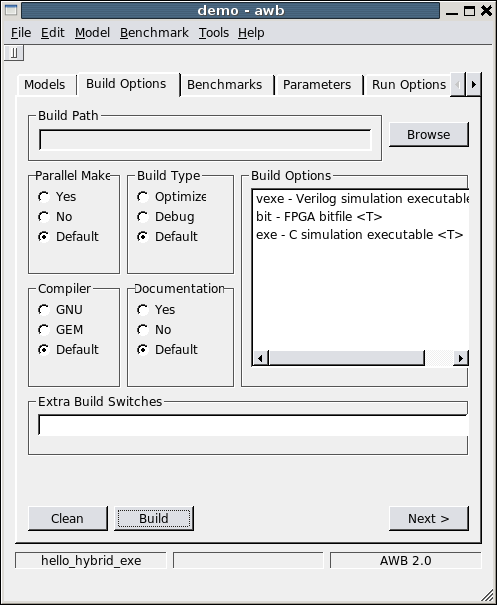 demo - awb
File Edit Model Benchmark Tools Help
Models Build Options Benchmarks Parameters Run Options
Build Path
Browse
Parallel Make Build Type Build Options
Yes Optimize vexe - Verilog simulation executable
No Debug bit - FPGA bitfile <T>
Default Default exe - C simulation executable <T>
Compiler Documentation
GNU Yes
GEM No
Default Default
Extra Build Switches
Clean Build Next >
hello_hybrid_exe AWB 2.0